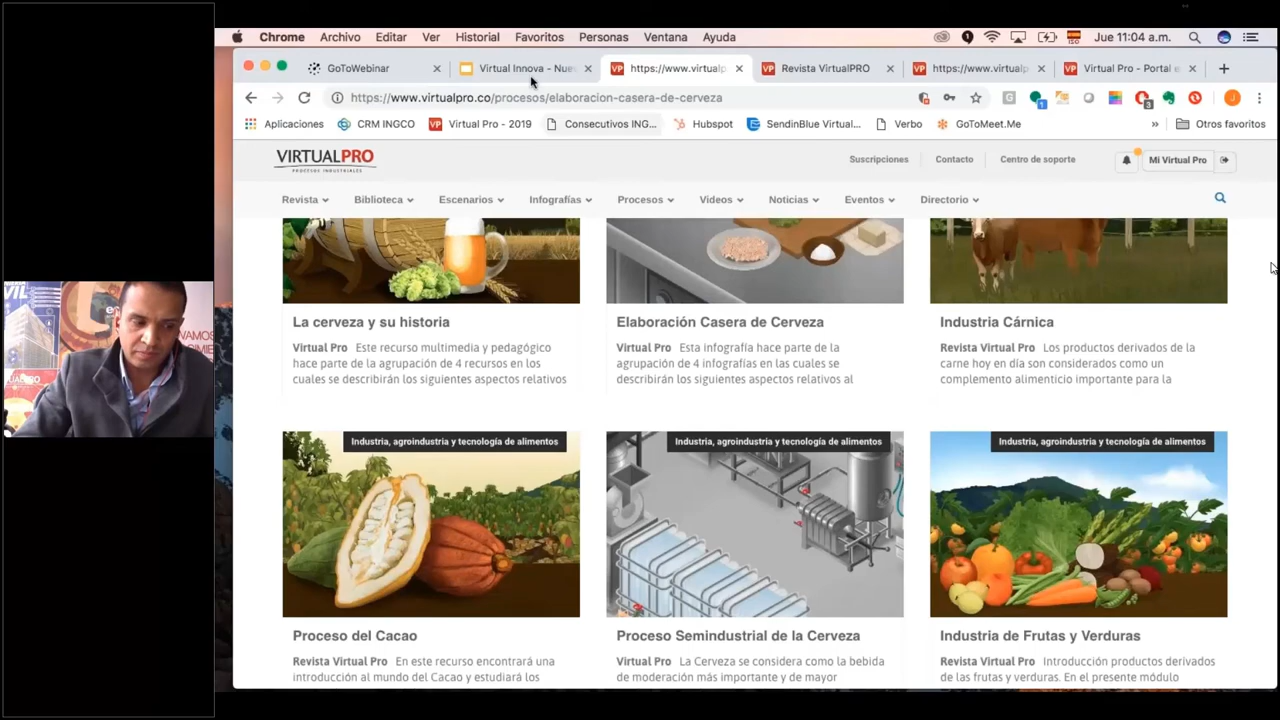 Chrome Archivo Editar Ver Historial Favoritos Personas Ventana Ayuda Jue 11:04 a.m.
GoToWebinar Virtual Innova - Nue https://www.virtualp Revista VirtualPRO https://www.virtualp Virtual Pro - Portal e
https://www.virtualpro.co/procesos/elaboracion-casera-de-cerveza
Aplicaciones CRM INGCO Virtual Pro - 2019 Consecutivos ING... Hubspot SendinBlue Virtual... Verbo GoToMeet.Me » Otros favoritos
VIRTUALPRO Suscripciones Contacto Centro de soporte Mi Virtual Pro
PROCESOS INDUSTRIALES
Revista Biblioteca Escenarios Infografías Procesos Videos Noticias Eventos Directorio
La cerveza y su historia
Virtual Pro Este recurso multimedia y pedagógico
hace parte de la agrupación de 4 recursos en los
cuales se describirán los siguientes aspectos relativos
Elaboración Casera de Cerveza
Virtual Pro Esta infografía hace parte de la
agrupación de 4 infografías en las cuales se
describirán los siguientes aspectos relativos al
Industria Cárnica
Revista Virtual Pro Los productos derivados de la
carne hoy en día son considerados como un
complemento alimenticio importante para la
Industria, agroindustria y tecnología de alimentos
Proceso del Cacao
Revista Virtual Pro En este recurso encontrará una
introducción al mundo del Cacao y estudiará los
Industria, agroindustria y tecnología de alimentos
Proceso Semindustrial de la Cerveza
Virtual Pro La Cerveza se considera como la bebida
de moderación más importante y de mayor
Industria, agroindustria y tecnología de alimentos
Industria de Frutas y Verduras
Revista Virtual Pro Introducción productos derivados
de las frutas y verduras. En el presente módulo